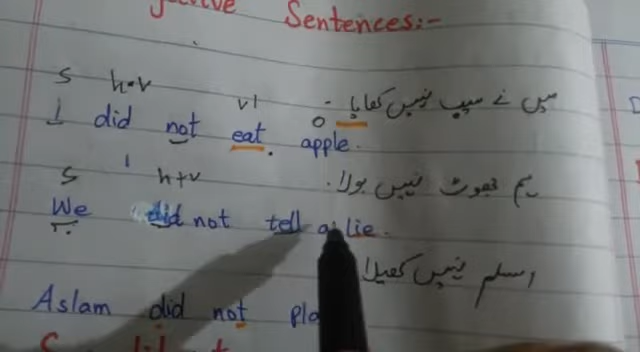 Sentences:-
S h.v v1 o
میں نے سیب نہیں کھایا -
I did not eat. apple.
S h+v
ہم جھوٹ نہیں بولا.
We did not tell a lie.
اسلم نہیں کھیلا
Aslam did not